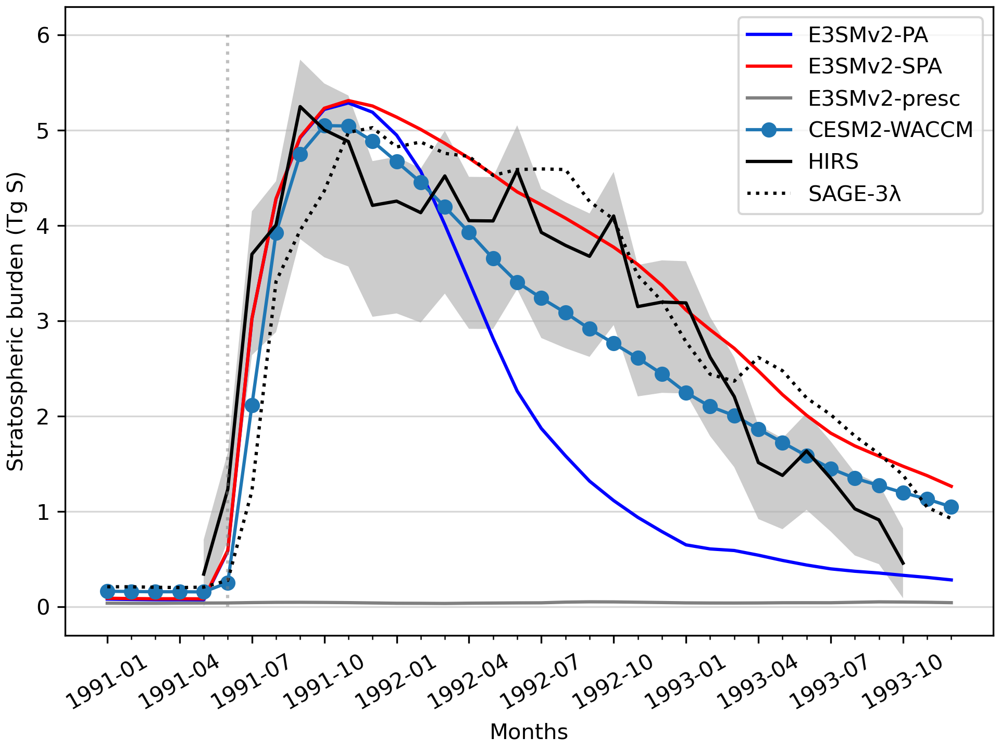 E3SMv2-PA
E3SMv2-SPA
E3SMv2-presc
CESM2-WACCM
HIRS
SAGE-3λ
Stratospheric burden (Tg S)
6
5
4
3
2
1
0
1991-01
1991-04
1991-07
1991-10
1992-01
1992-04
1992-07
1992-10
1993-01
1993-04
1993-07
1993-10
Months